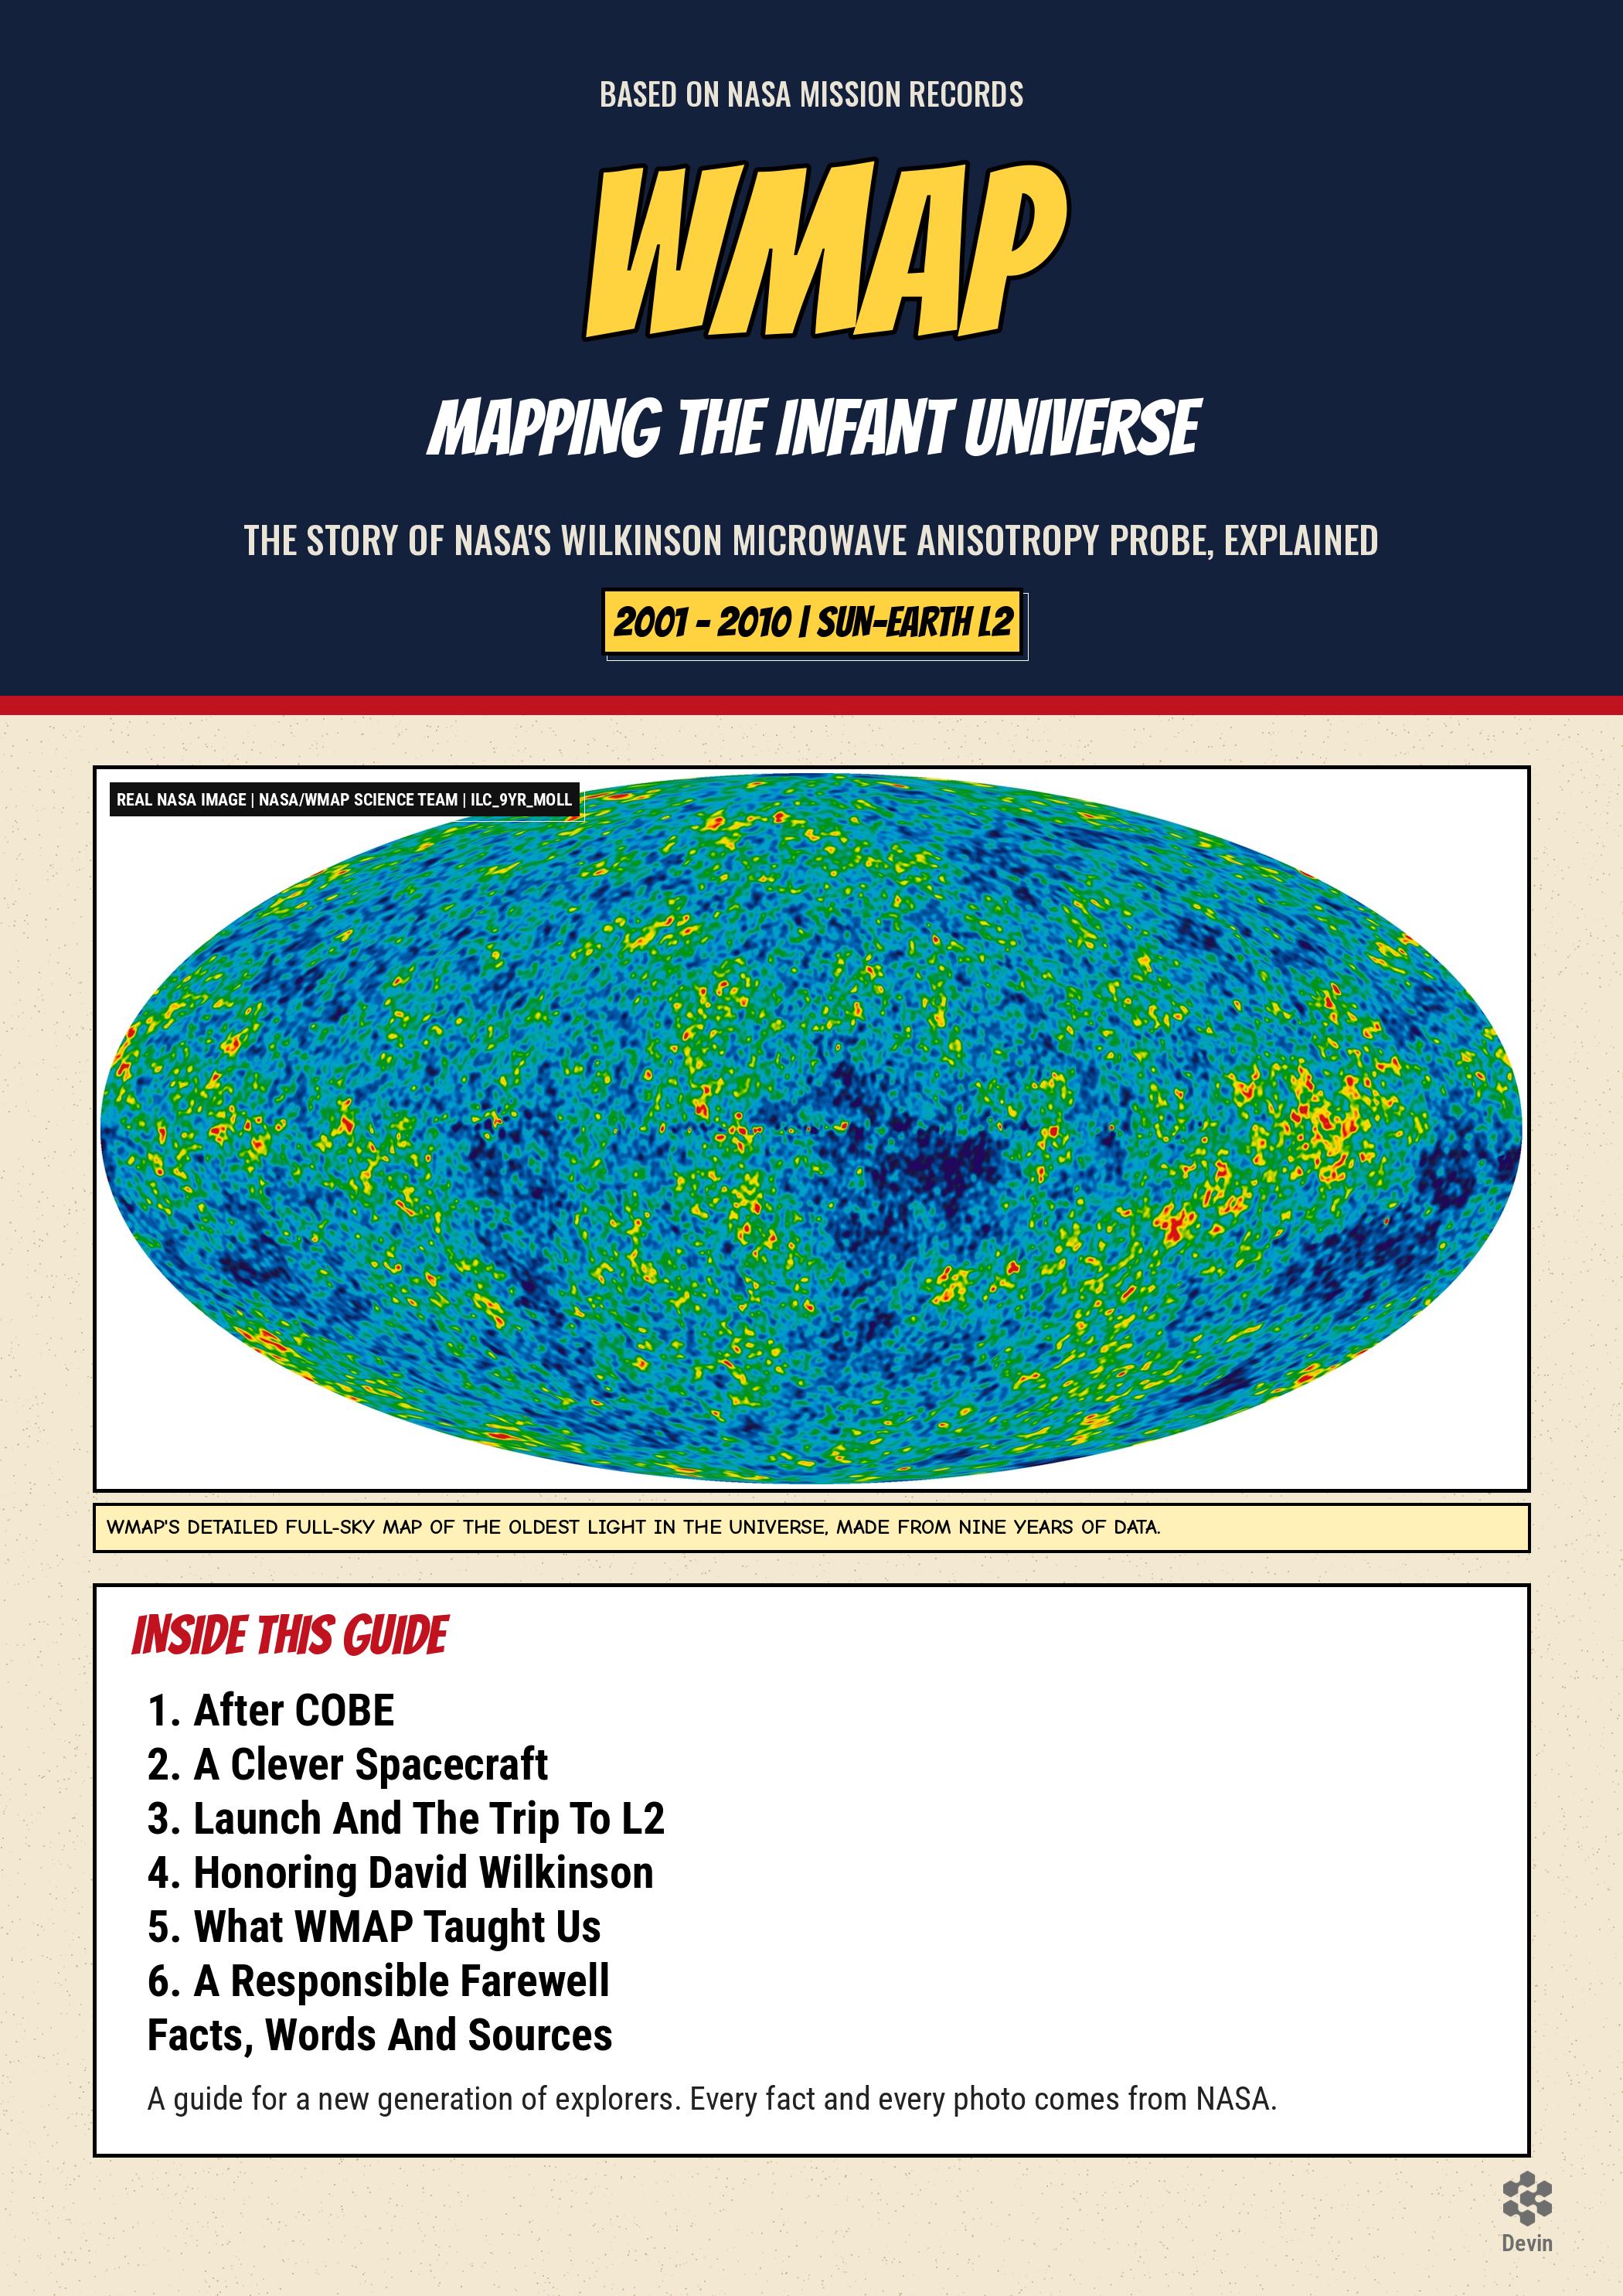 BASED ON NASA MISSION RECORDS
WMAP
MAPPING THE INFANT UNIVERSE
THE STORY OF NASA'S WILKINSON MICROWAVE ANISOTROPY PROBE, EXPLAINED
2001 - 2010 | SUN-EARTH L2
REAL NASA IMAGE | NASA/WMAP SCIENCE TEAM | ILC_9YR_MOLL
WMAP'S DETAILED FULL-SKY MAP OF THE OLDEST LIGHT IN THE UNIVERSE, MADE FROM NINE YEARS OF DATA.
INSIDE THIS GUIDE
1. After COBE
2. A Clever Spacecraft
3. Launch And The Trip To L2
4. Honoring David Wilkinson
5. What WMAP Taught Us
6. A Responsible Farewell
Facts, Words And Sources
A guide for a new generation of explorers. Every fact and every photo comes from NASA.
Devin